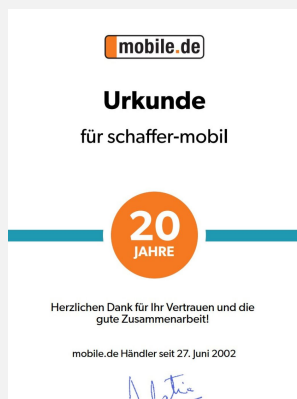 mobile.de
Urkunde
für schaffer-mobil
20
JAHRE
Herzlichen Dank für Ihr Vertrauen und die
gute Zusammenarbeit!
mobile.de Händler seit 27. Juni 2002